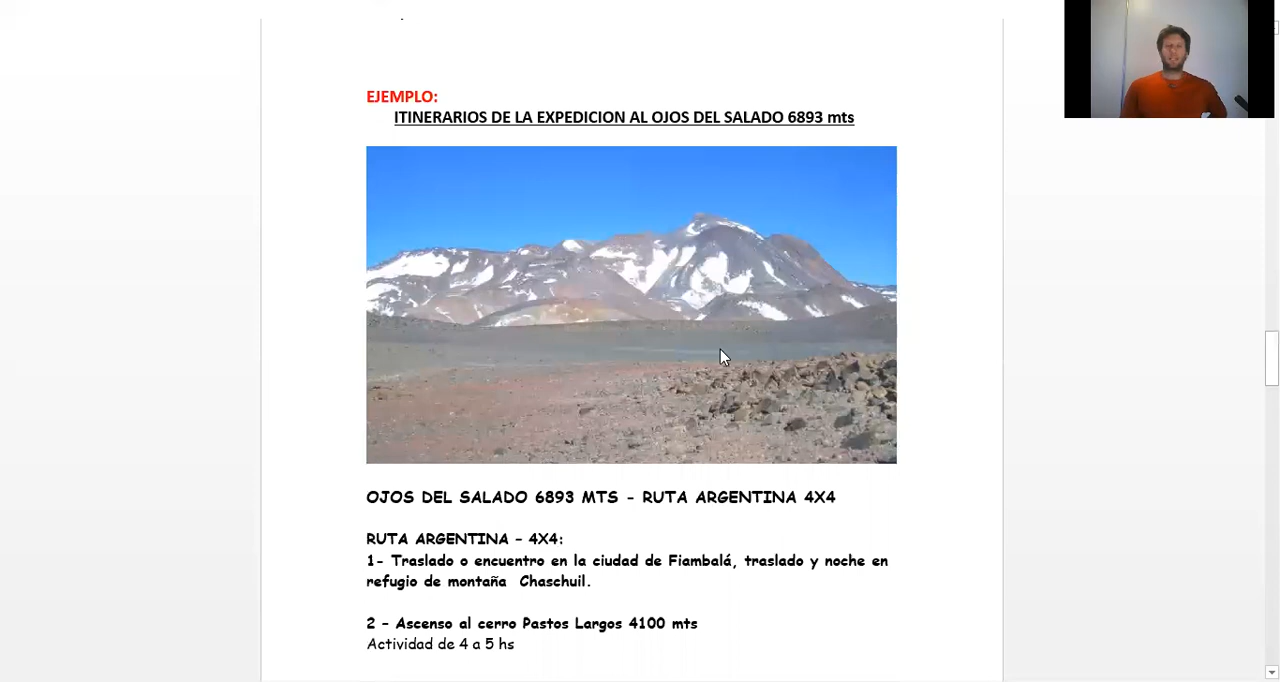 EJEMPLO:
ITINERARIOS DE LA EXPEDICION AL OJOS DEL SALADO 6893 mts
OJOS DEL SALADO 6893 MTS - RUTA ARGENTINA 4X4
RUTA ARGENTINA – 4X4:
1- Traslado o encuentro en la ciudad de Fiambalá, traslado y noche en
refugio de montaña Chaschuil.
2 – Ascenso al cerro Pastos Largos 4100 mts
Actividad de 4 a 5 hs